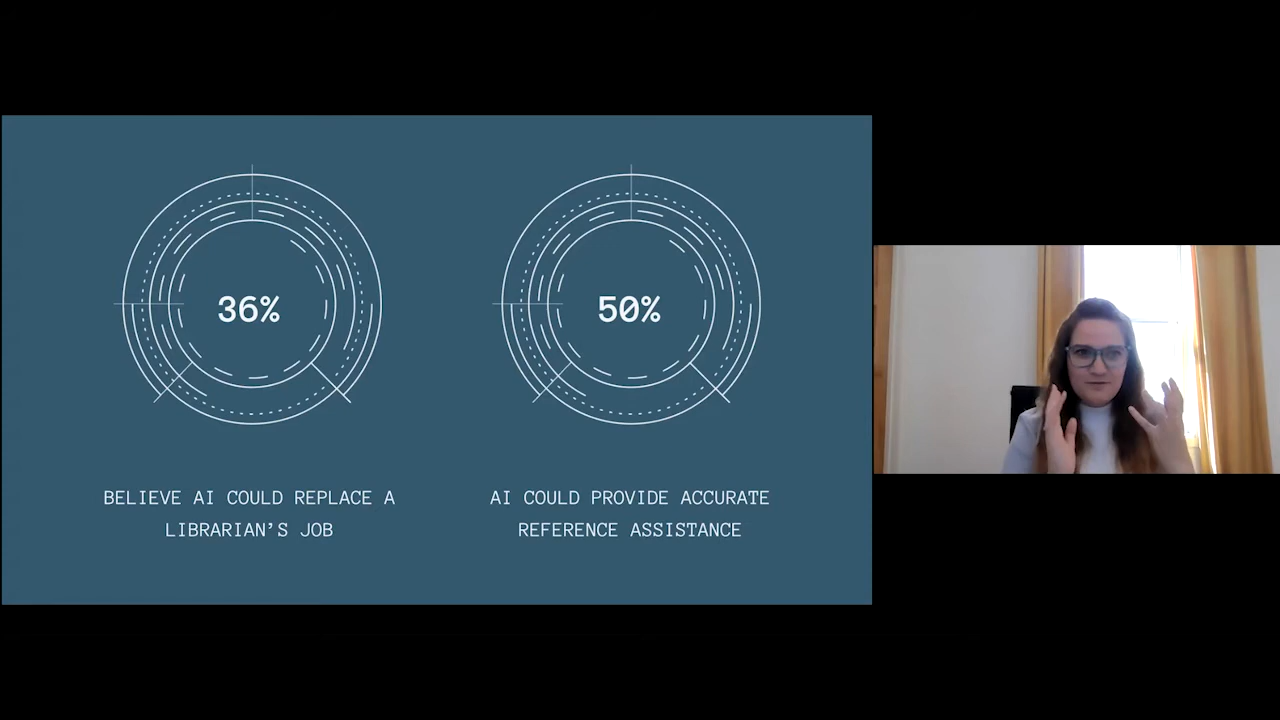 36%
BELIEVE AI COULD REPLACE A
LIBRARIAN’S JOB
50%
AI COULD PROVIDE ACCURATE
REFERENCE ASSISTANCE